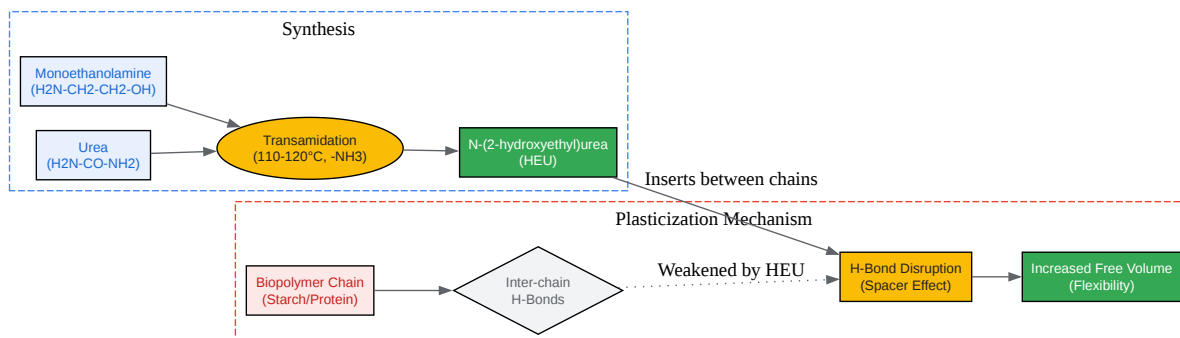 Synthesis
Monoethanolamine
(H2N-CH2-CH2-OH)
Urea
(H2N-CO-NH2)
Transamidation
(110-120°C, -NH3)
N-(2-hydroxyethyl)urea
(HEU)
Inserts between chains
Plasticization Mechanism
Biopolymer Chain
(Starch/Protein)
Inter-chain
H-Bonds
Weakened by HEU
H-Bond Disruption
(Spacer Effect)
Increased Free Volume
(Flexibility)